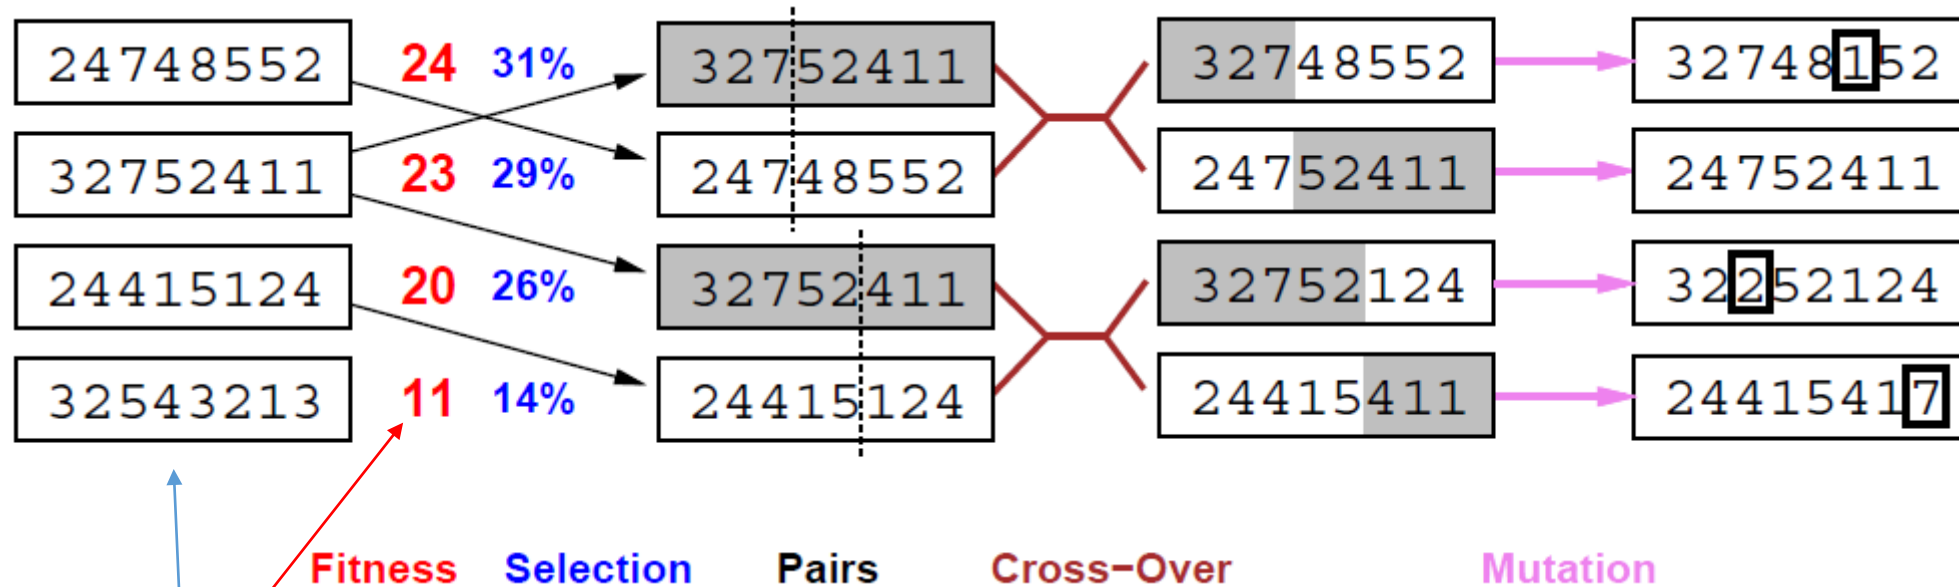 24748552 24 31% 32752411 32748552 32748152
32752411 23 29% 24748552 24752411 24752411
24415124 20 26% 32752411 32752124 32252124
32543213 11 14% 24415124 24415411 24415417
Fitness Selection Pairs Cross-Over Mutation